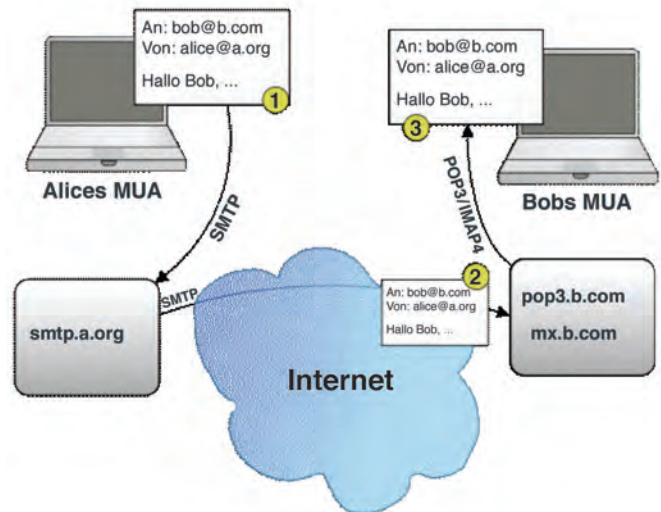 An: bob@b.com
Von: alice@a.org
Hallo Bob, ...
1
Alices MUA
An: bob@b.com
Von: alice@a.org
Hallo Bob, ...
3
Bobs MUA
SMTP
POP3/IMAP4
smtp.a.org
SMTP
2
An: bob@b.com
Von: alice@a.org
Hallo Bob, ...
pop3.b.com
mx.b.com
Internet